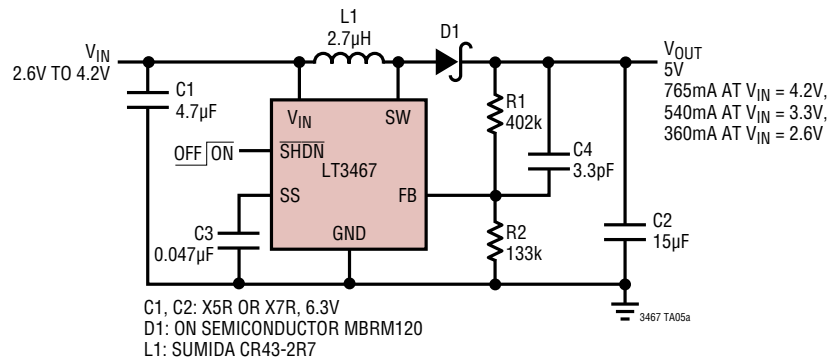 L1
2.7µH
D1
VIN
2.6V TO 4.2V
VOUT
5V
765mA AT VIN = 4.2V,
540mA AT VIN = 3.3V,
360mA AT VIN = 2.6V
C1
4.7µF
R1
402k
VIN
SW
OFF ON
SHDN
LT3467
C4
3.3pF
SS
FB
C3
0.047µF
GND
R2
133k
C2
15µF
3467 TA05a
C1, C2: X5R OR X7R, 6.3V
D1: ON SEMICONDUCTOR MBRM120
L1: SUMIDA CR43-2R7